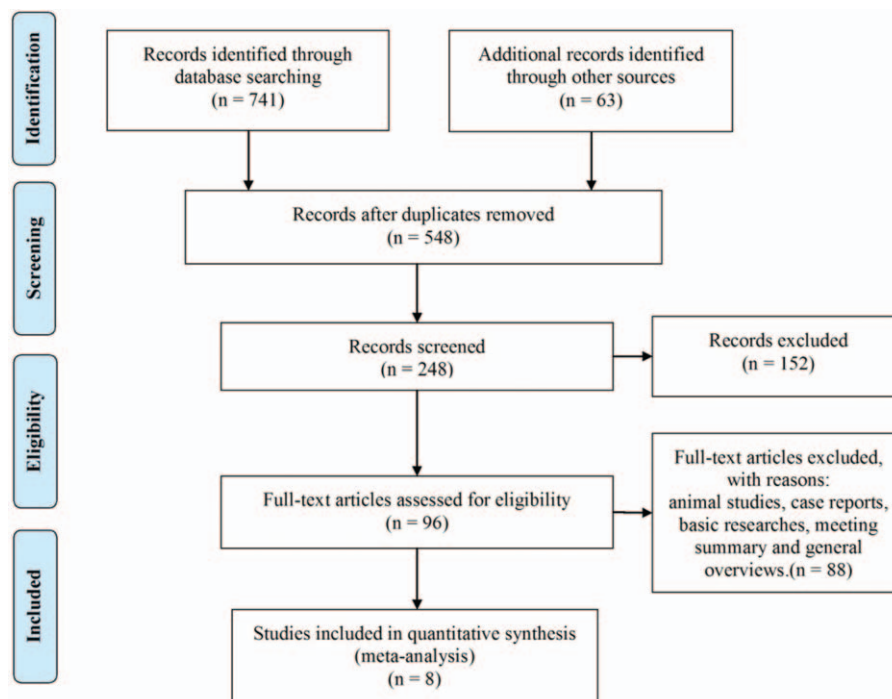 Identification
Records identified through
database searching
(n = 741)
Additional records identified
through other sources
(n = 63)
Screening
Records after duplicates removed
(n = 548)
Records screened
(n = 248)
Records excluded
(n = 152)
Eligibility
Full-text articles assessed for eligibility
(n = 96)
Full-text articles excluded,
with reasons:
animal studies, case reports,
basic researches, meeting
summary and general
overviews.(n = 88)
Included
Studies included in quantitative synthesis
(meta-analysis)
(n = 8)